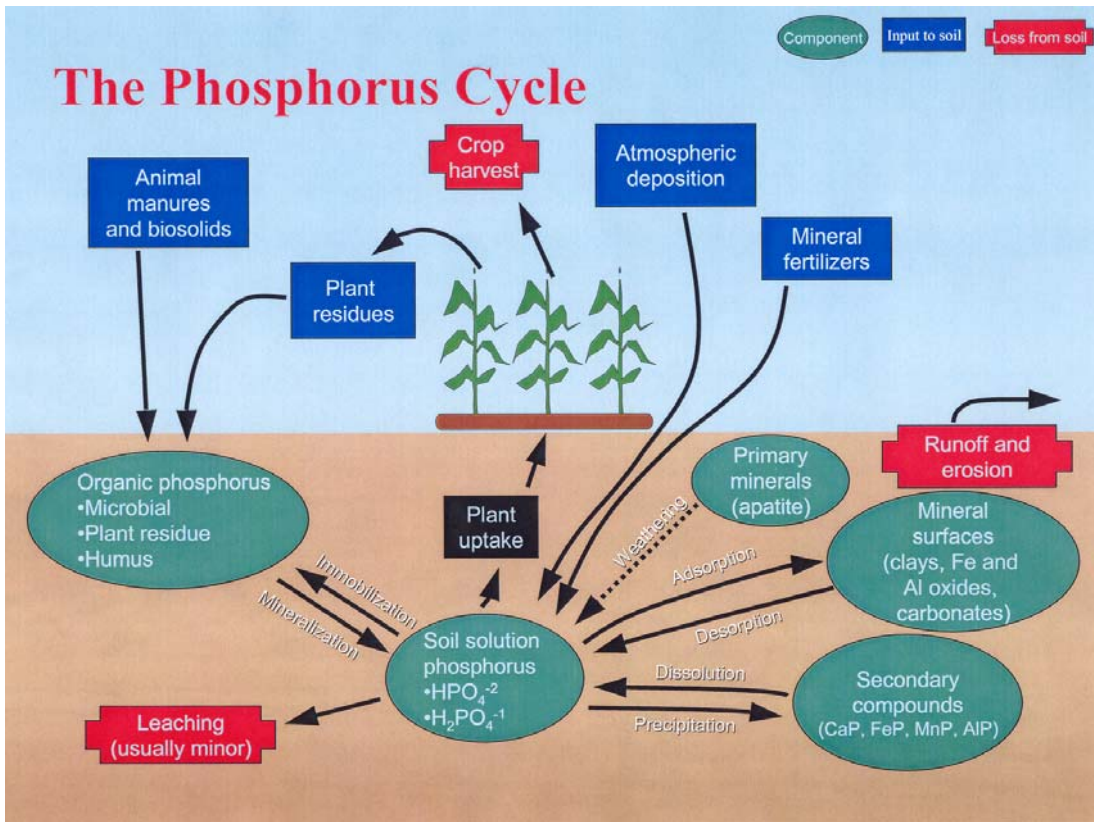 Component
Input to soil
Loss from soil
The Phosphorus Cycle
Crop
harvest
Atmospheric
deposition
Animal
manures
and biosolids
Mineral
fertilizers
Plant
residues
Runoff and
erosion
Primary
minerals
(apatite)
Organic phosphorus
•Microbial
•Plant residue
•Humus
Plant
uptake
Weathering
Mineral
surfaces
(clays, Fe and
Al oxides,
carbonates)
Adsorption
Desorption
Immobilization
Mineralization
Soil solution
phosphorus
•HPO₄⁻²
•H₂PO₄⁻¹
Dissolution
Precipitation
Secondary
compounds
(CaP, FeP, MnP, AlP)
Leaching
(usually minor)